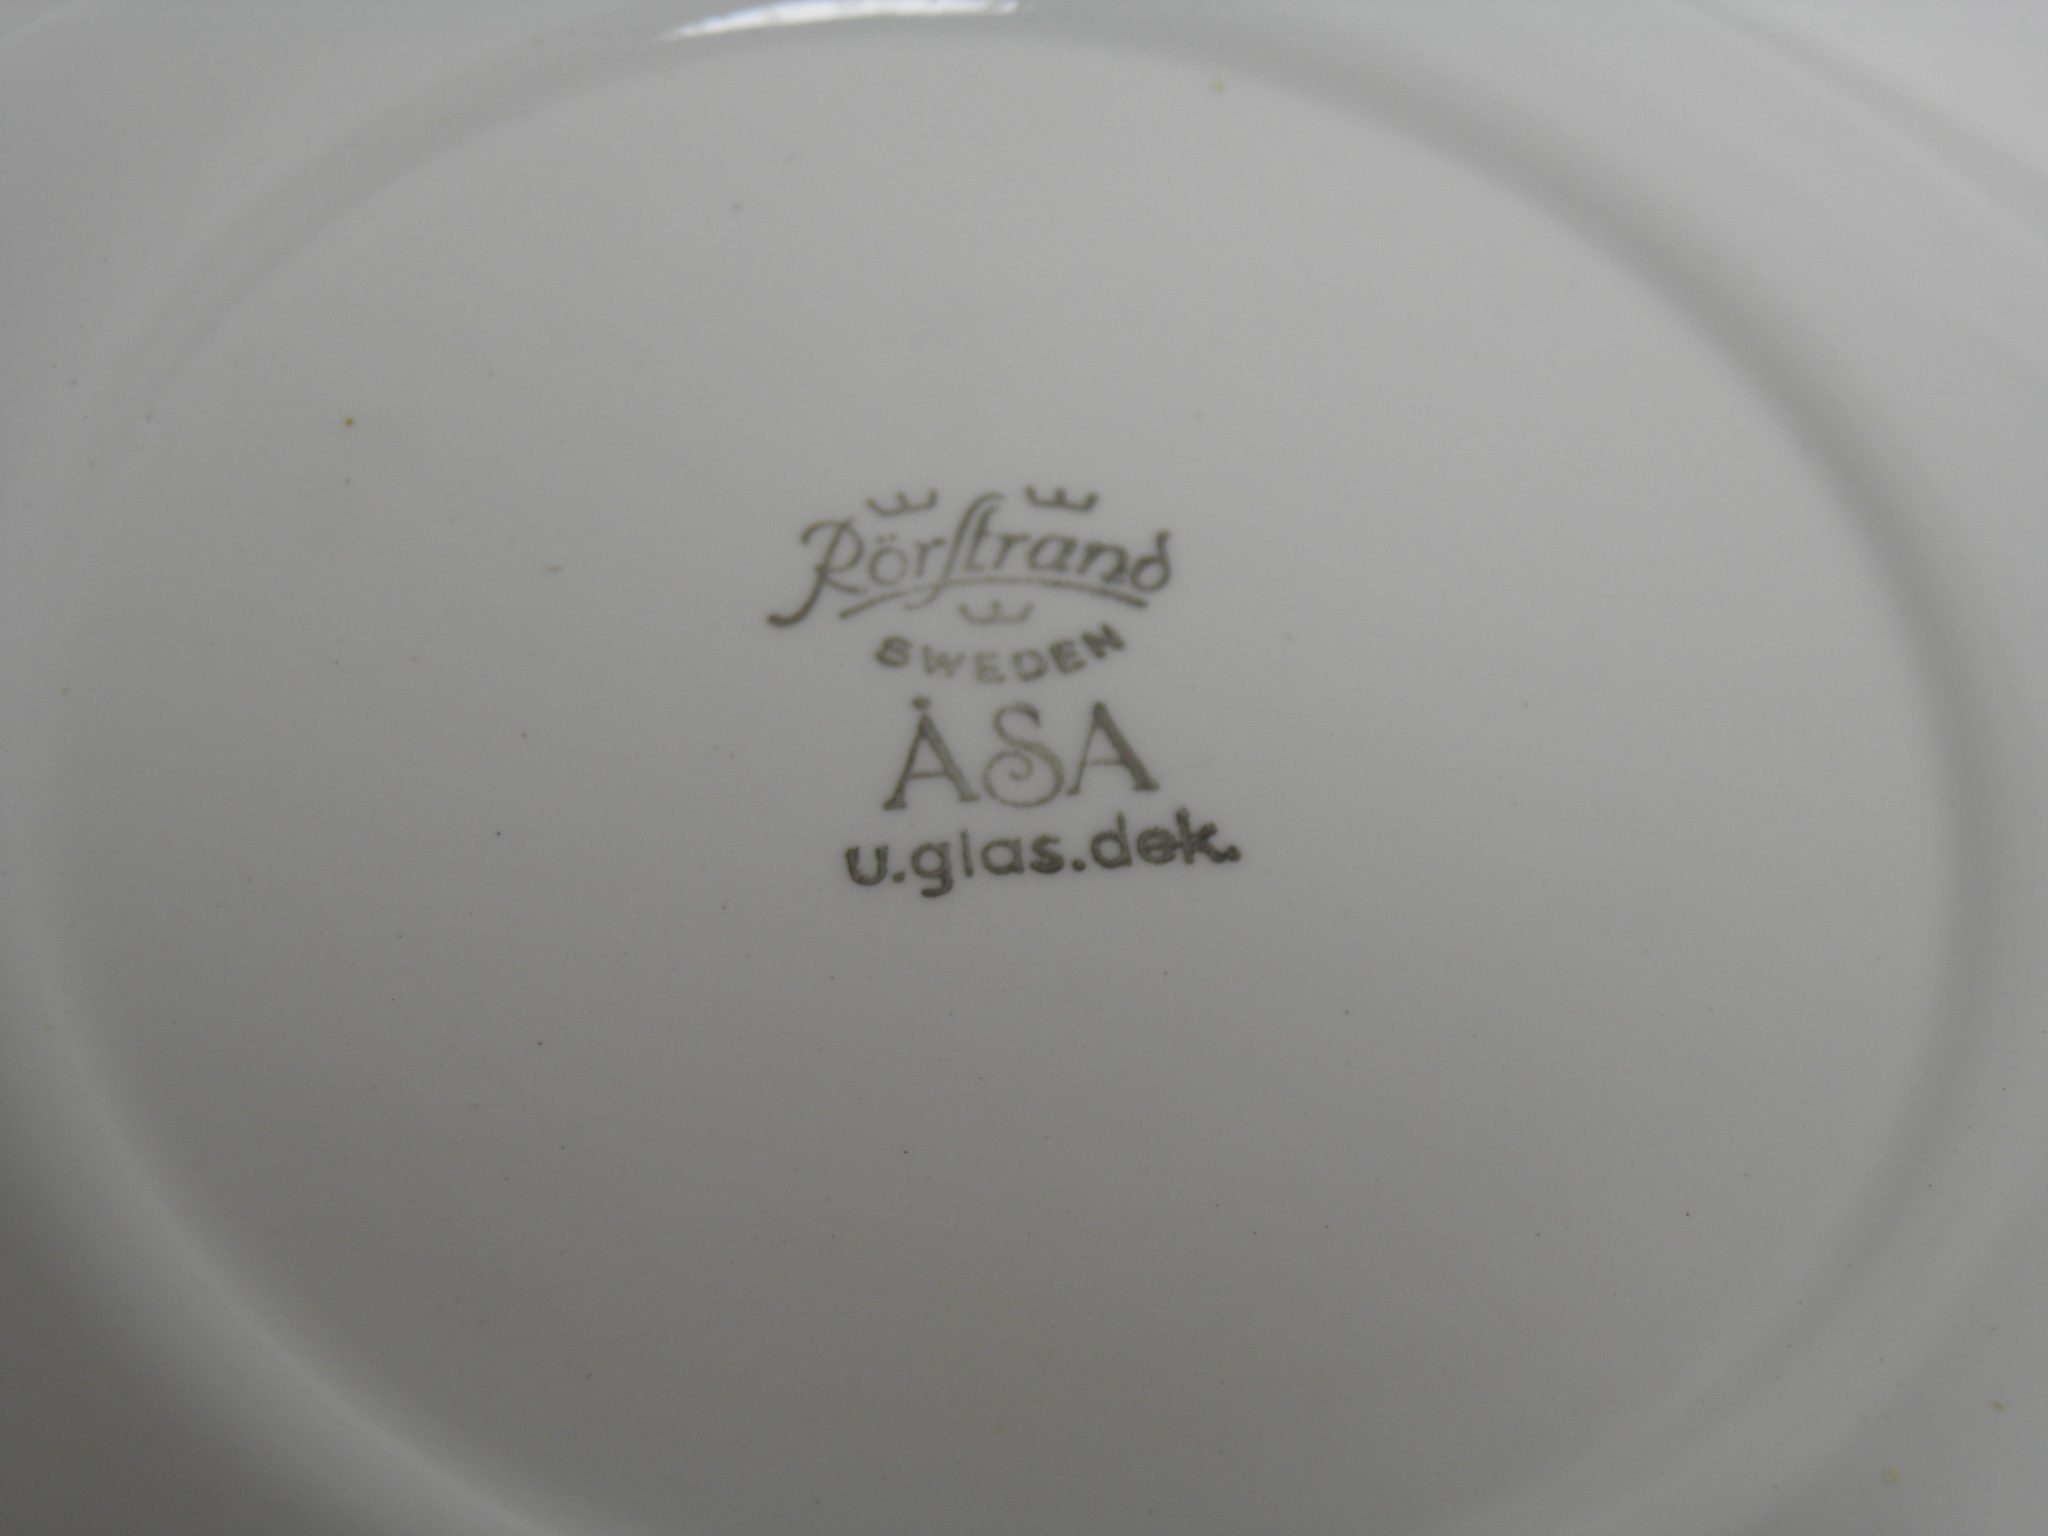 Rörstrand
SWEDEN
ÅSA
u.glas.dek.